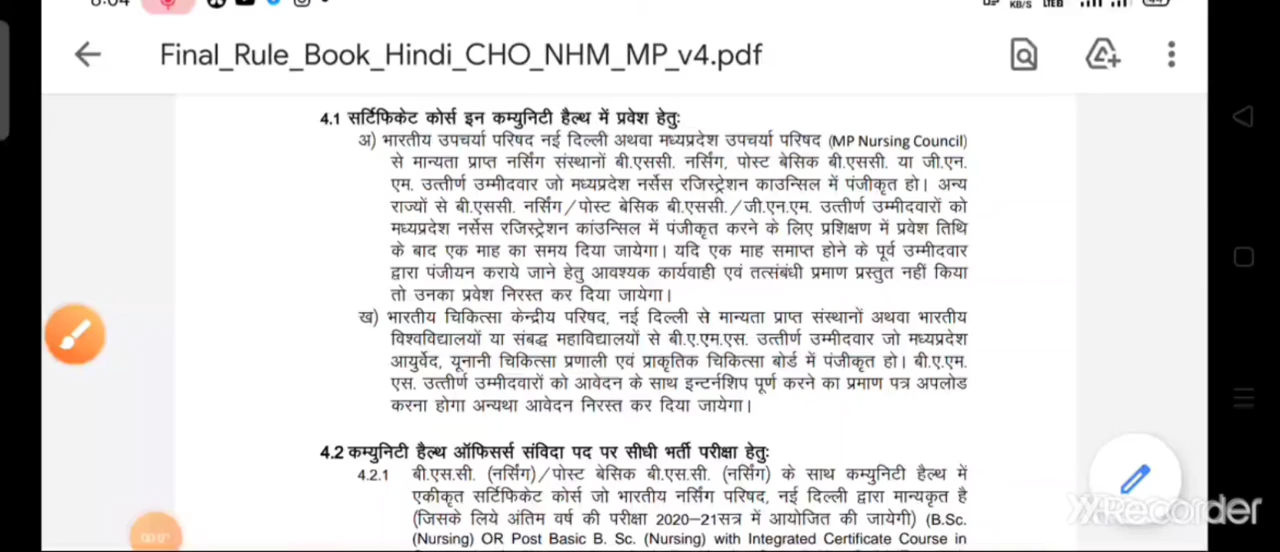 8:04
KB/S
Final_Rule_Book_Hindi_CHO_NHM_MP_v4.pdf
4.1 सर्टिफिकेट कोर्स इन कम्युनिटी हैल्थ में प्रवेश हेतुः
अ) भारतीय उपचर्या परिषद नई दिल्ली अथवा मध्यप्रदेश उपचर्या परिषद (MP Nursing Council)
से मान्यता प्राप्त नर्सिंग संस्थानों बी.एससी. नर्सिंग, पोस्ट बेसिक बी.एससी. या जी.एन.
एम. उत्तीर्ण उम्मीदवार जो मध्यप्रदेश नर्सेस रजिस्ट्रेशन काउन्सिल में पंजीकृत हो। अन्य
राज्यों से बी.एससी. नर्सिंग/पोस्ट बेसिक बी.एससी./जी.एन.एम. उत्तीर्ण उम्मीदवारों को
मध्यप्रदेश नर्सेस रजिस्ट्रेशन कांउन्सिल में पंजीकृत करने के लिए प्रशिक्षण में प्रवेश तिथि
के बाद एक माह का समय दिया जायेगा। यदि एक माह समाप्त होने के पूर्व उम्मीदवार
द्वारा पंजीयन कराये जाने हेतु आवश्यक कार्यवाही एवं तत्संबंधी प्रमाण प्रस्तुत नहीं किया
तो उनका प्रवेश निरस्त कर दिया जायेगा।
ख) भारतीय चिकित्सा केन्द्रीय परिषद, नई दिल्ली से मान्यता प्राप्त संस्थानों अथवा भारतीय
विश्वविद्यालयों या संबद्ध महाविद्यालयों से बी.ए.एम.एस. उत्तीर्ण उम्मीदवार जो मध्यप्रदेश
आयुर्वेद, यूनानी चिकित्सा प्रणाली एवं प्राकृतिक चिकित्सा बोर्ड में पंजीकृत हो। बी.ए.एम.
एस. उत्तीर्ण उम्मीदवारों को आवेदन के साथ इन्टर्नशिप पूर्ण करने का प्रमाण पत्र अपलोड
करना होगा अन्यथा आवेदन निरस्त कर दिया जायेगा।
4.2 कम्युनिटी हैल्थ ऑफिसर्स संविदा पद पर सीधी भर्ती परीक्षा हेतुः
4.2.1 बी.एस.सी. (नर्सिंग)/पोस्ट बेसिक बी.एस.सी. (नर्सिंग) के साथ कम्युनिटी हैल्थ में
एकीकृत सर्टिफिकेट कोर्स जो भारतीय नर्सिंग परिषद, नई दिल्ली द्वारा मान्यकृत है
(जिसके लिये अंतिम वर्ष की परीक्षा 2020–21सत्र में आयोजित की जायेगी) (B.Sc.
(Nursing) OR Post Basic B. Sc. (Nursing) with Integrated Certificate Course in
XRecorder